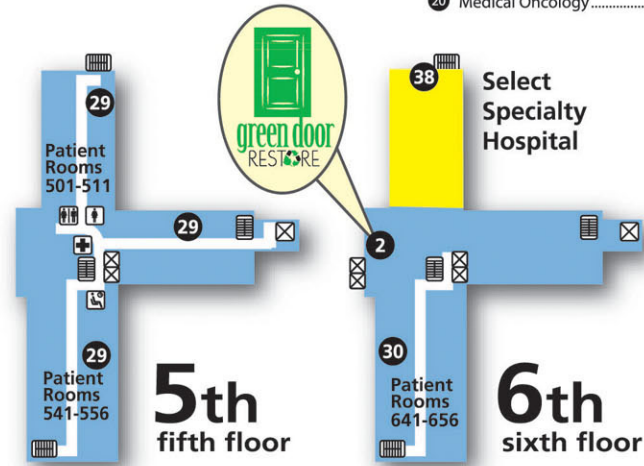 20 Medical Oncology...............
29
Patient
Rooms
501-511
29
29
Patient
Rooms
541-556
5th
fifth floor
green door
RESTORE
38
Select
Specialty
Hospital
2
30
Patient
Rooms
641-656
6th
sixth floor